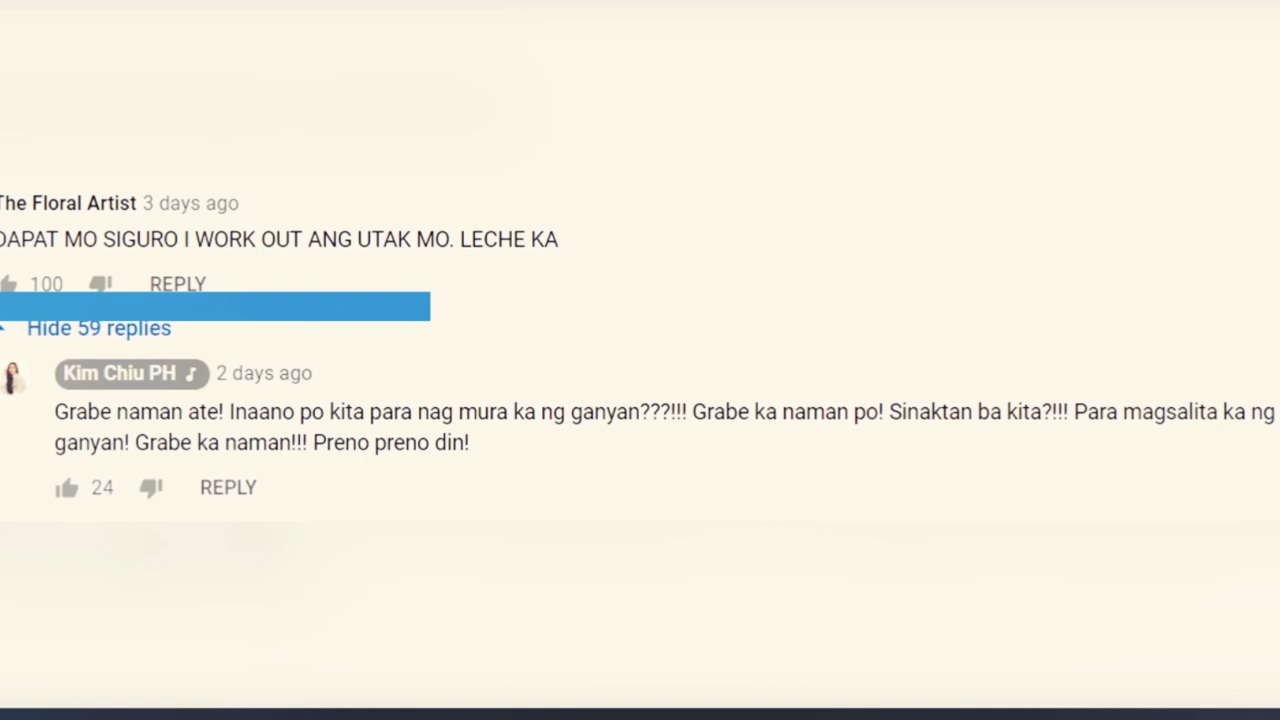 The Floral Artist 3 days ago
DAPAT MO SIGURO I WORK OUT ANG UTAK MO. LECHE KA
100 REPLY
Hide 59 replies
Kim Chiu PH 2 days ago
Grabe naman ate! Inaano po kita para nag mura ka ng ganyan???!!! Grabe ka naman po! Sinaktan ba kita?!!! Para magsalita ka ng
ganyan! Grabe ka naman!!! Preno preno din!
24 REPLY